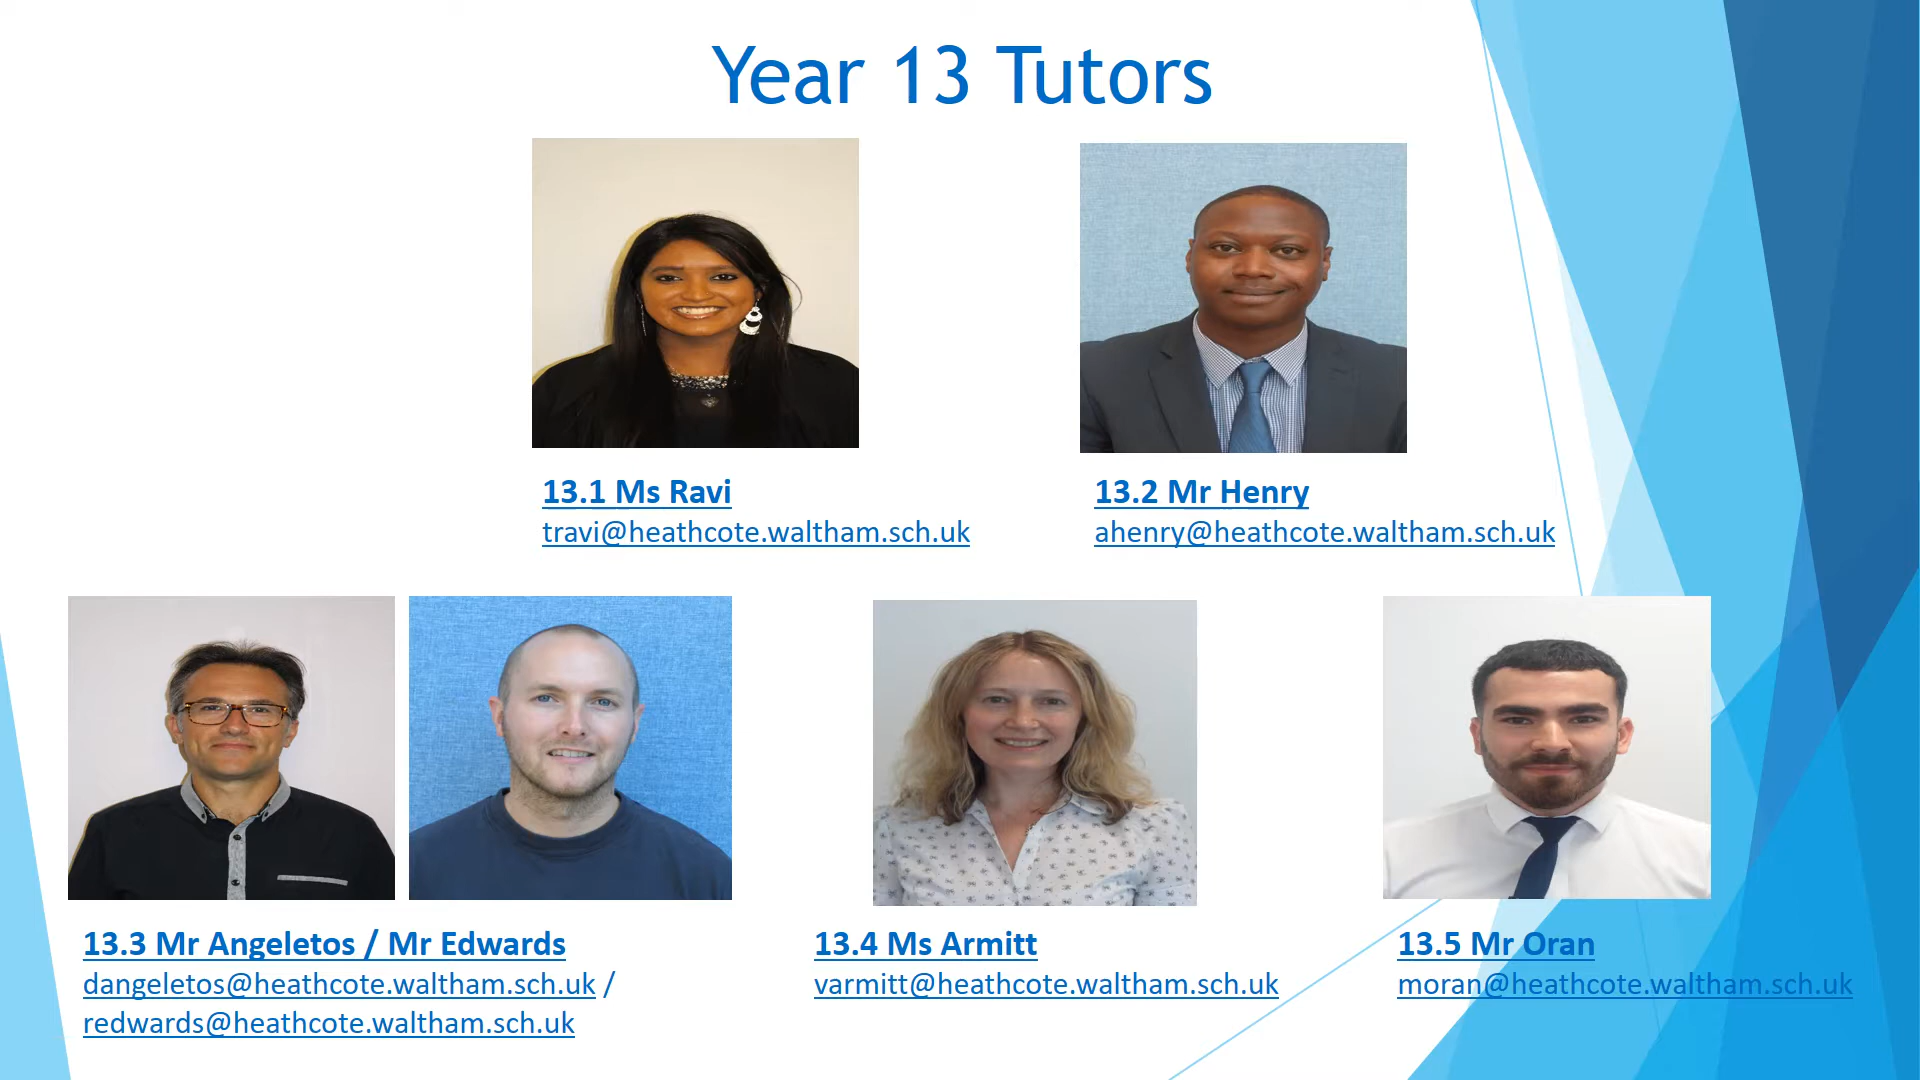 Year 13 Tutors
13.1 Ms Ravi
travi@heathcote.waltham.sch.uk
13.2 Mr Henry
ahenry@heathcote.waltham.sch.uk
13.3 Mr Angeletos / Mr Edwards
dangeletos@heathcote.waltham.sch.uk /
redwards@heathcote.waltham.sch.uk
13.4 Ms Armitt
varmitt@heathcote.waltham.sch.uk
13.5 Mr Oran
moran@heathcote.waltham.sch.uk